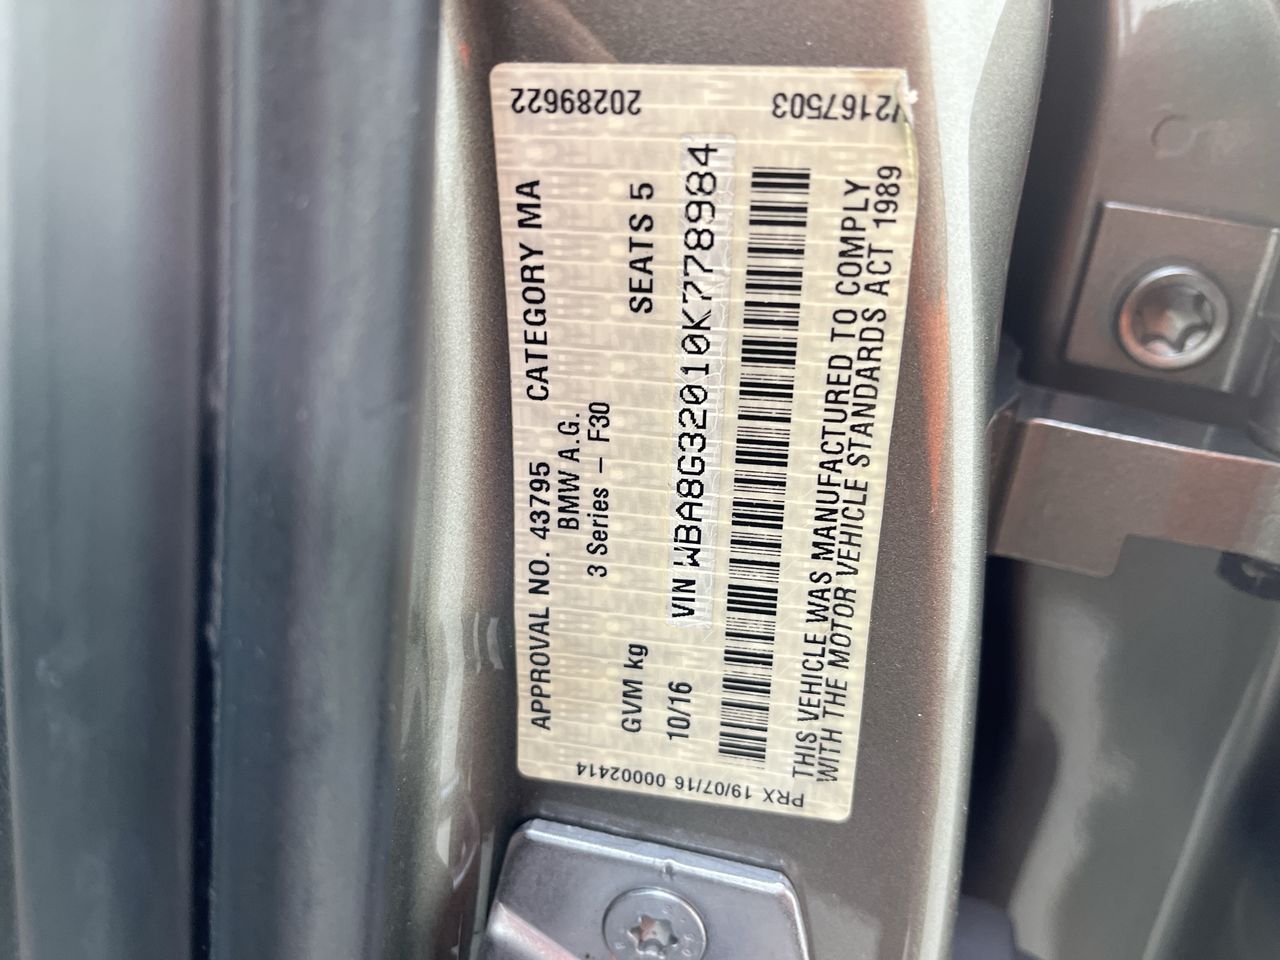 APPROVAL NO. 43795 CATEGORY MA
BMW A.G.
3 Series – F30
GVM kg SEATS 5
10/16 VIN WBA8G32010K778984
THIS VEHICLE WAS MANUFACTURED TO COMPLY
WITH THE MOTOR VEHICLE STANDARDS ACT 1989
20289622
2167503
PRX 19/07/16 00002414